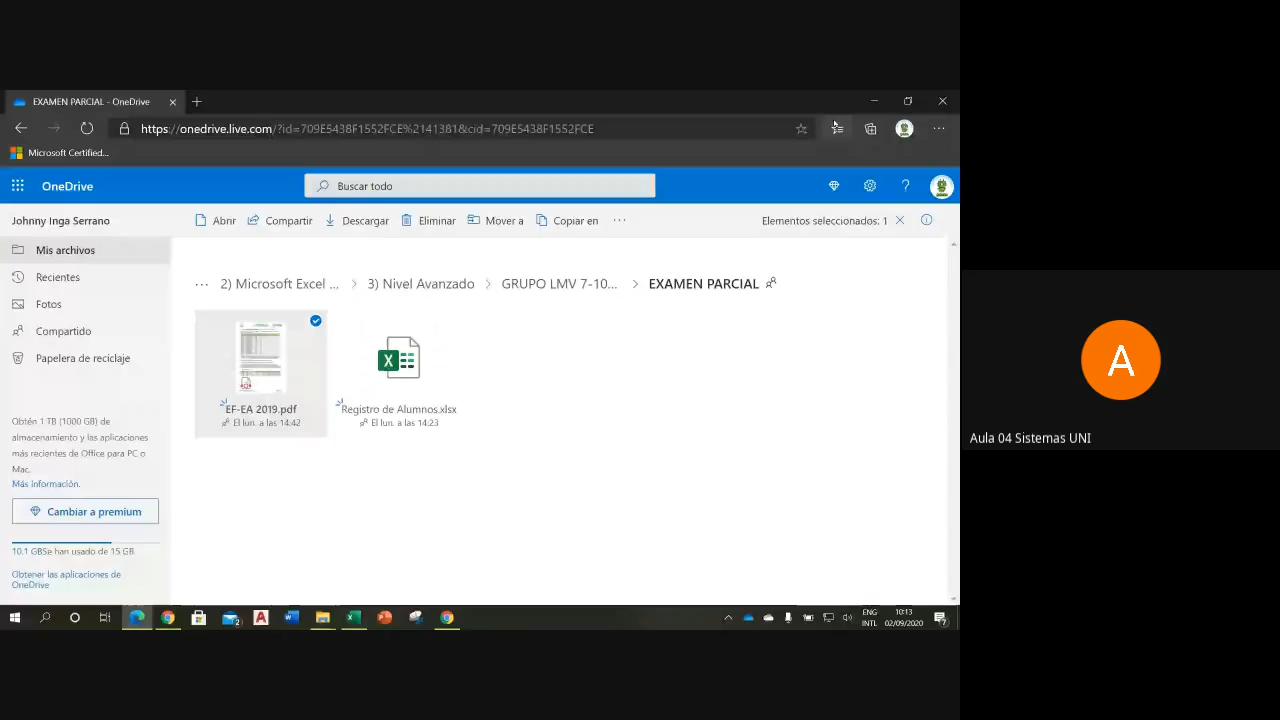 EXAMEN PARCIAL - OneDrive
https://onedrive.live.com/?id=709E5438F1552FCE%2141381&cid=709E5438F1552FCE
Microsoft Certified...
OneDrive
Buscar todo
Johnny Inga Serrano
Abrir Compartir Descargar Eliminar Mover a Copiar en ... Elementos seleccionados: 1
Mis archivos
Recientes
Fotos
Compartido
Papelera de reciclaje
... 2) Microsoft Excel ... > 3) Nivel Avanzado > GRUPO LMV 7-10... > EXAMEN PARCIAL
EF-EA 2019.pdf
El lun. a las 14:42
Registro de Alumnos.xlsx
El lun. a las 14:23
Obtén 1 TB (1000 GB) de
almacenamiento y las aplicaciones
más recientes de Office para PC o
Mac.
Más información.
Cambiar a premium
10.1 GBSe han usado de 15 GB
Obtener las aplicaciones de
OneDrive
ENG
INTL
10:13
02/09/2020
A
Aula 04 Sistemas UNI